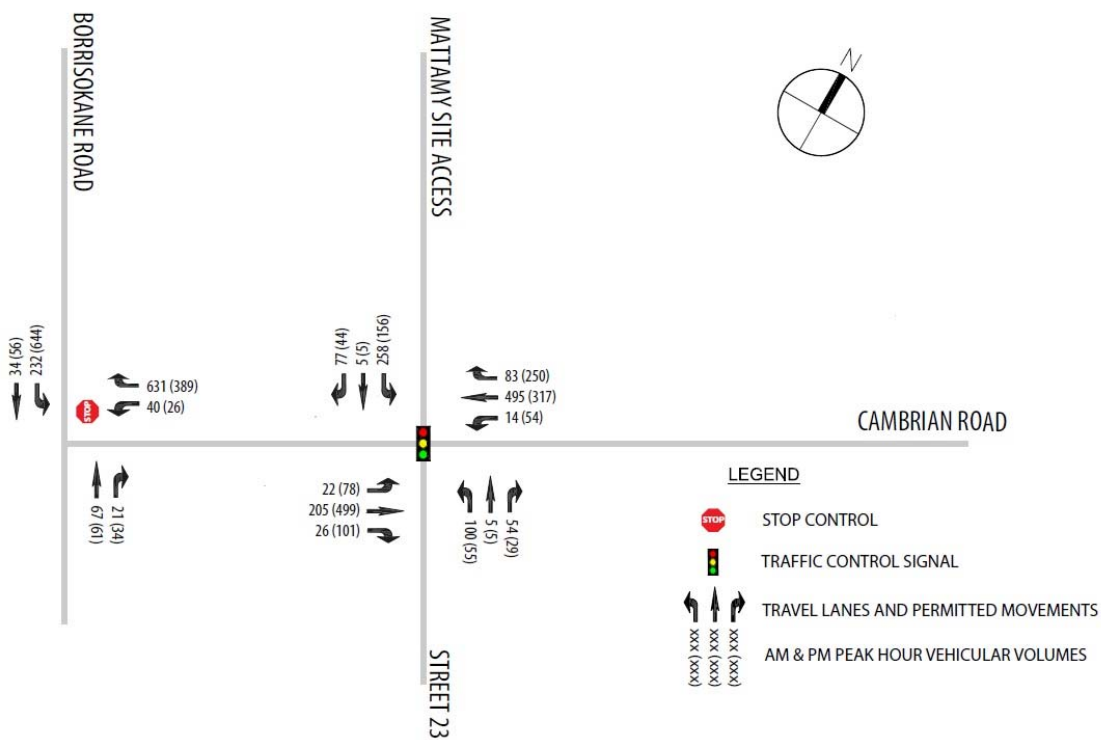 BORRISOKANE ROAD
MATTAMY SITE ACCESS
N
34 (56)
232 (644)
631 (389)
40 (26)
STOP
67 (61)
21 (34)
77 (44)
5 (5)
258 (156)
83 (250)
495 (317)
14 (54)
CAMBRIAN ROAD
22 (78)
205 (499)
26 (101)
100 (55)
5 (5)
54 (29)
STREET 23
LEGEND
STOP
STOP CONTROL
TRAFFIC CONTROL SIGNAL
TRAVEL LANES AND PERMITTED MOVEMENTS
xxx (xxx)
xxx (xxx)
xxx (xxx)
AM & PM PEAK HOUR VEHICULAR VOLUMES